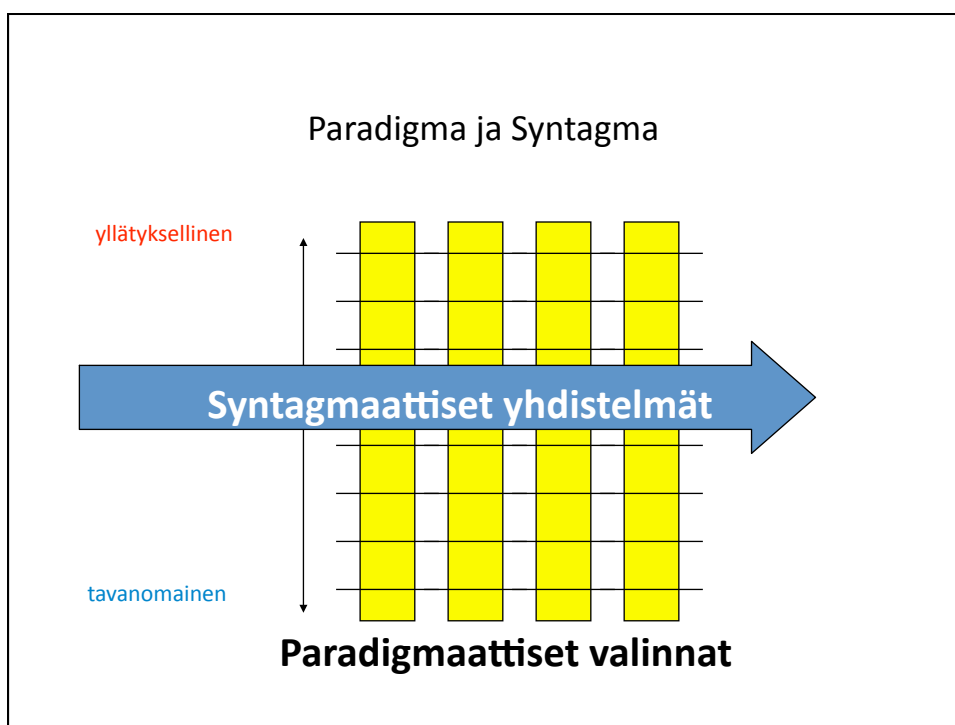 Paradigma ja Syntagma
yllätyksellinen
Syntagmaattiset yhdistelmät
tavanomainen
Paradigmaattiset valinnat